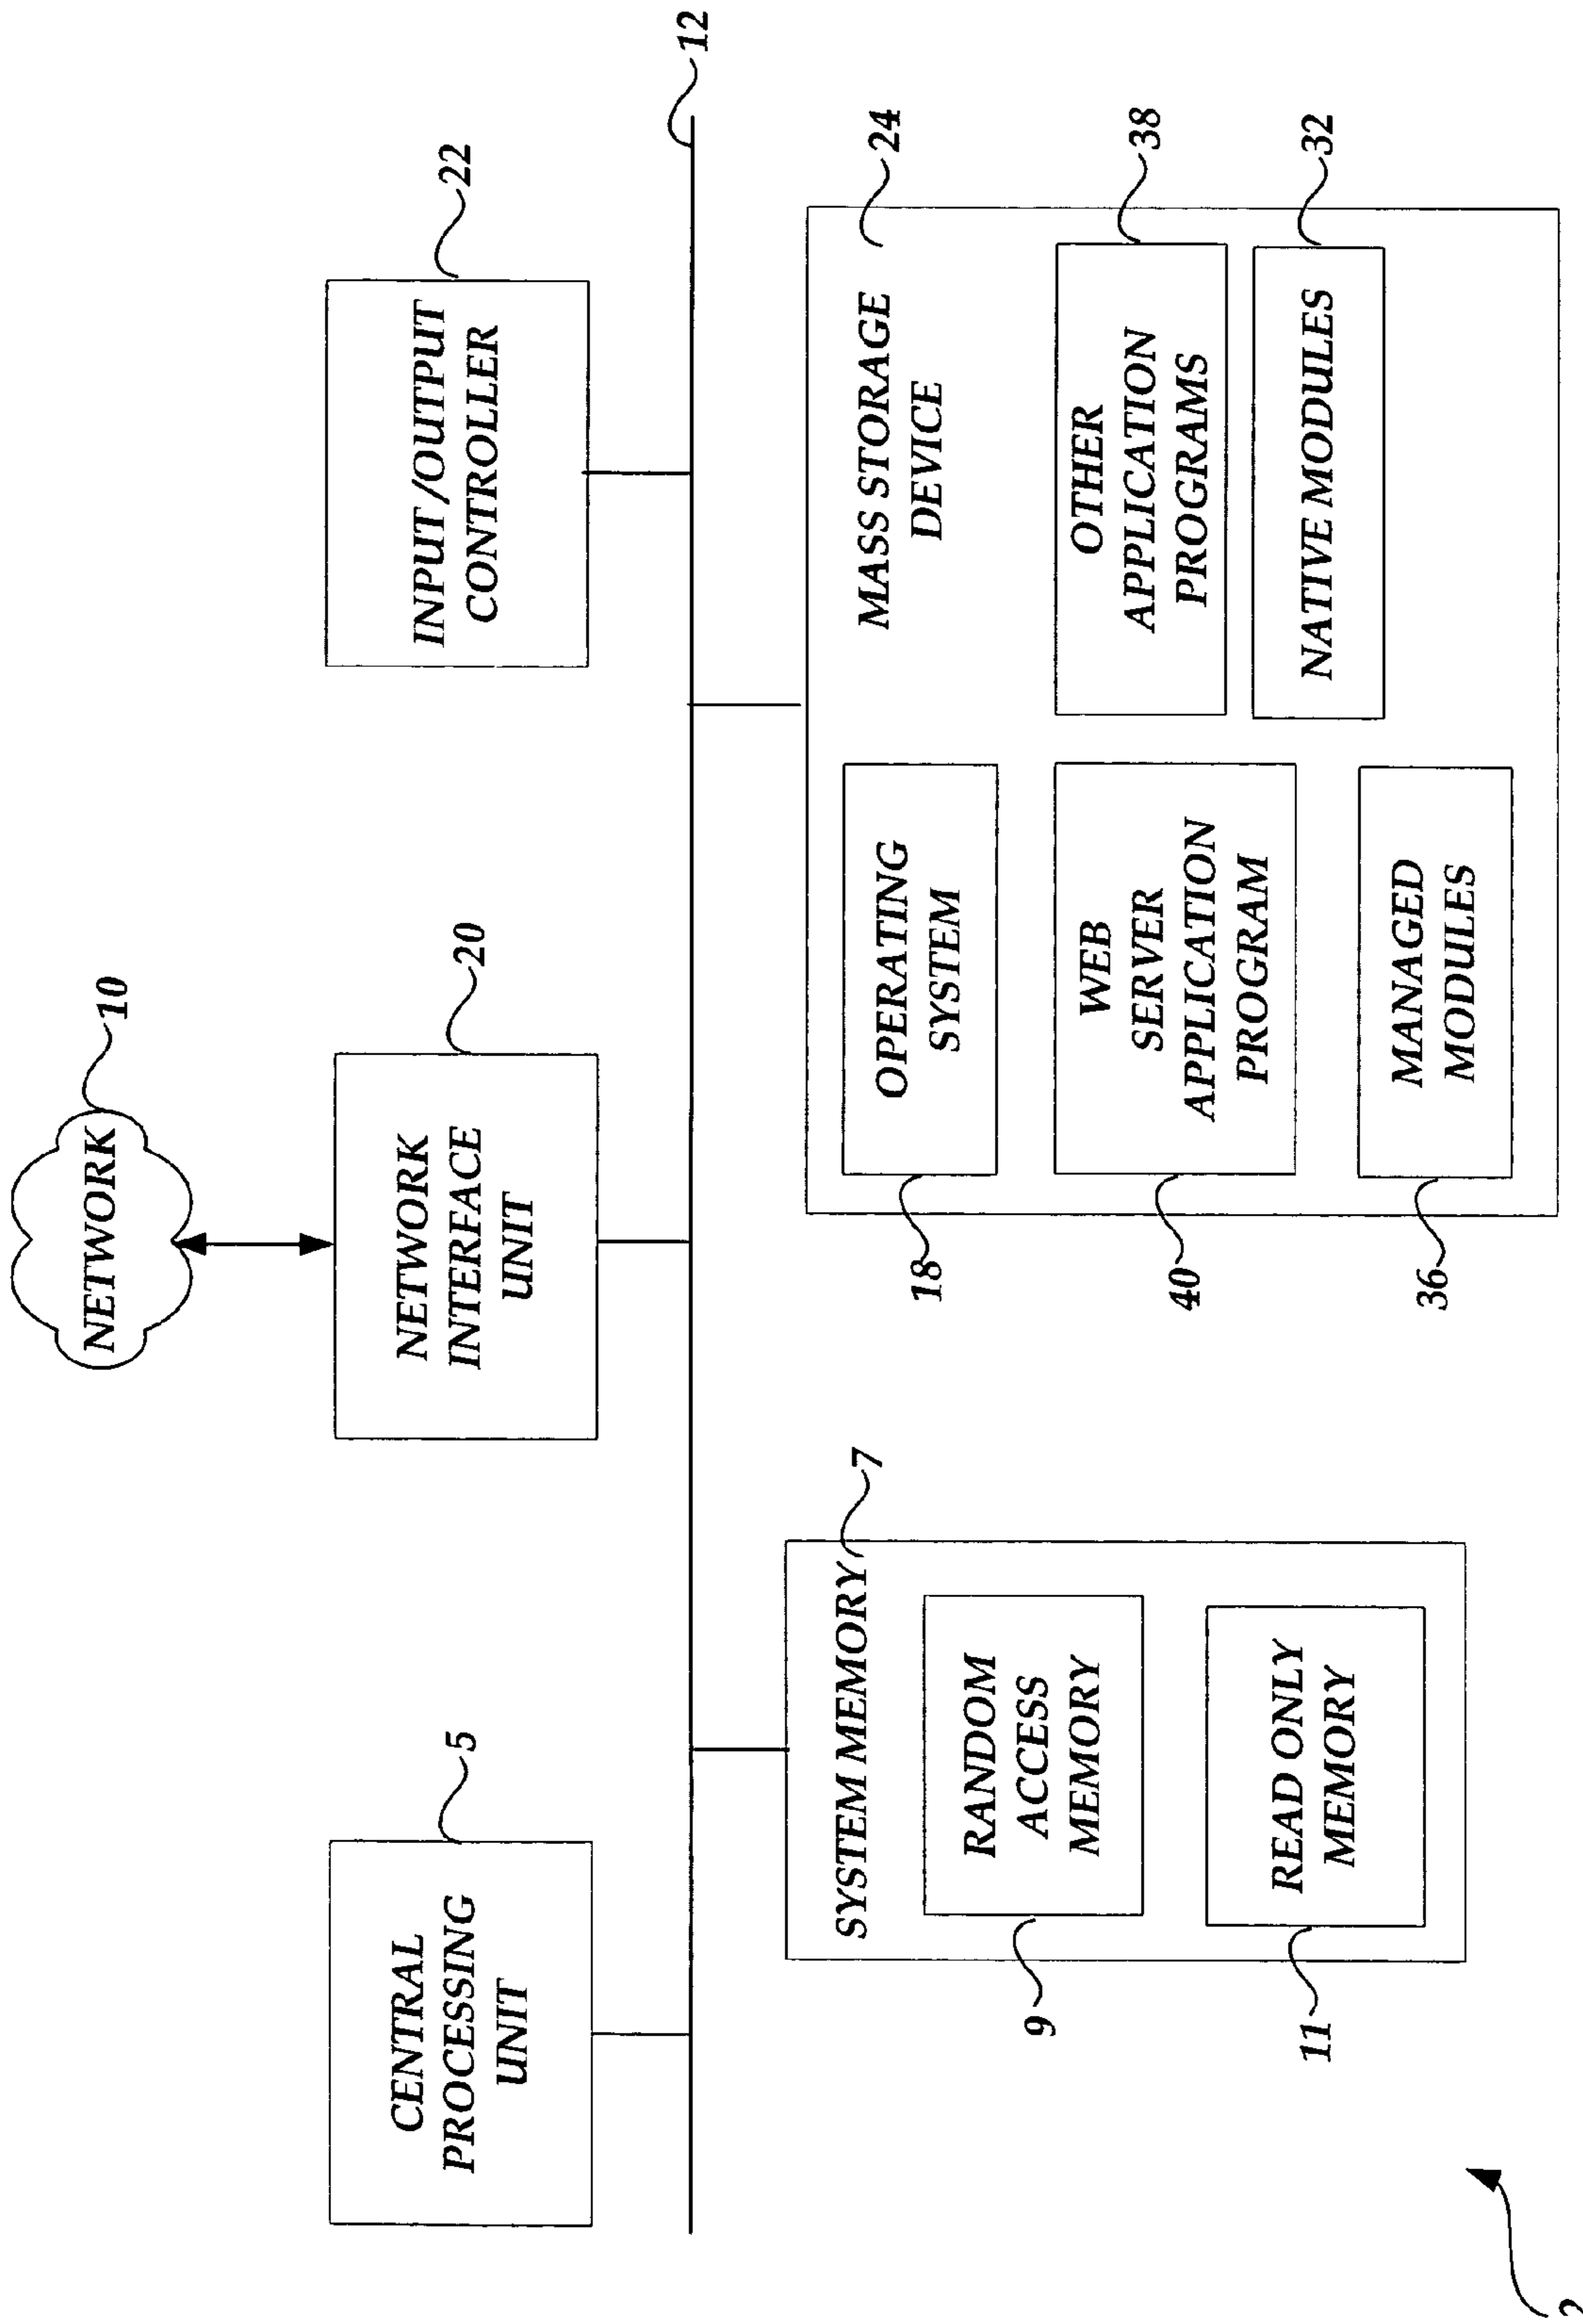 NETWORK
10
CENTRAL
PROCESSING
UNIT
5
NETWORK
INTERFACE
UNIT
20
INPUT/OUTPUT
CONTROLLER
22
12
SYSTEM MEMORY
7
RANDOM
ACCESS
MEMORY
9
READ ONLY
MEMORY
11
MASS STORAGE
DEVICE
24
OPERATING
SYSTEM
18
WEB
SERVER
APPLICATION
PROGRAM
40
MANAGED
MODULES
36
OTHER
APPLICATION
PROGRAMS
38
NATIVE MODULES
32
2